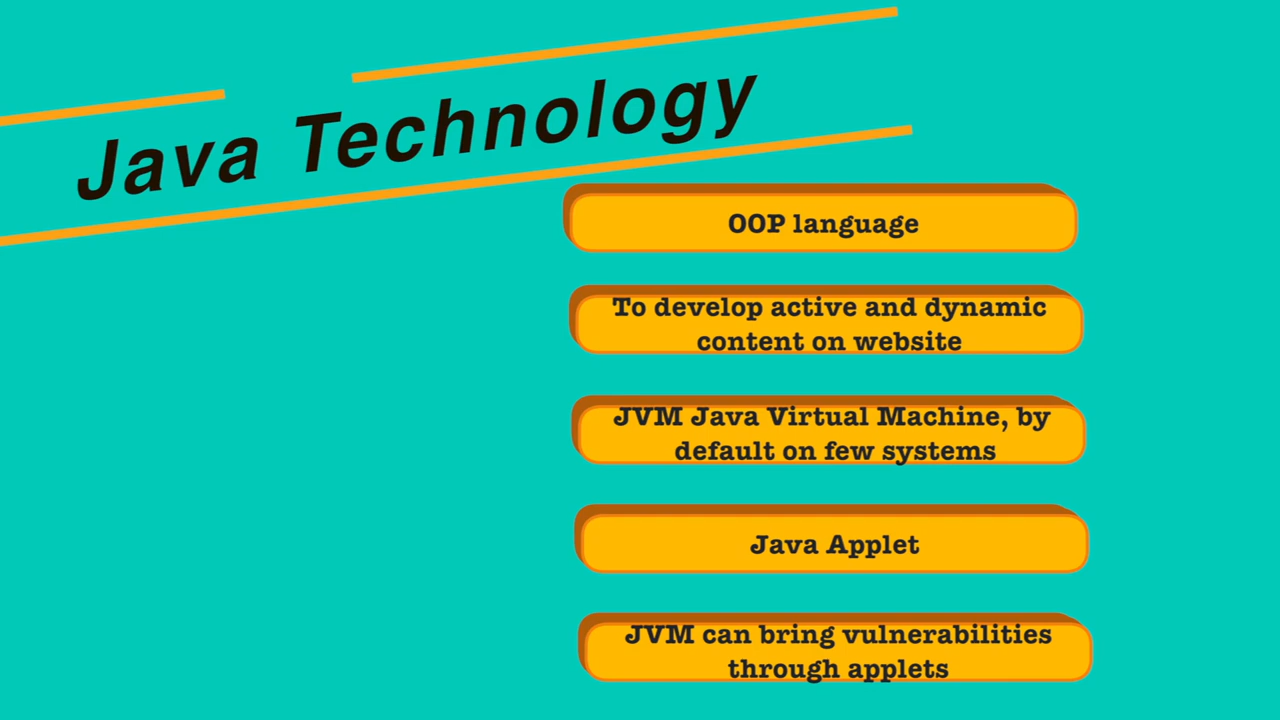 Java Technology
OOP language
To develop active and dynamic
content on website
JVM Java Virtual Machine, by
default on few systems
Java Applet
JVM can bring vulnerabilities
through applets